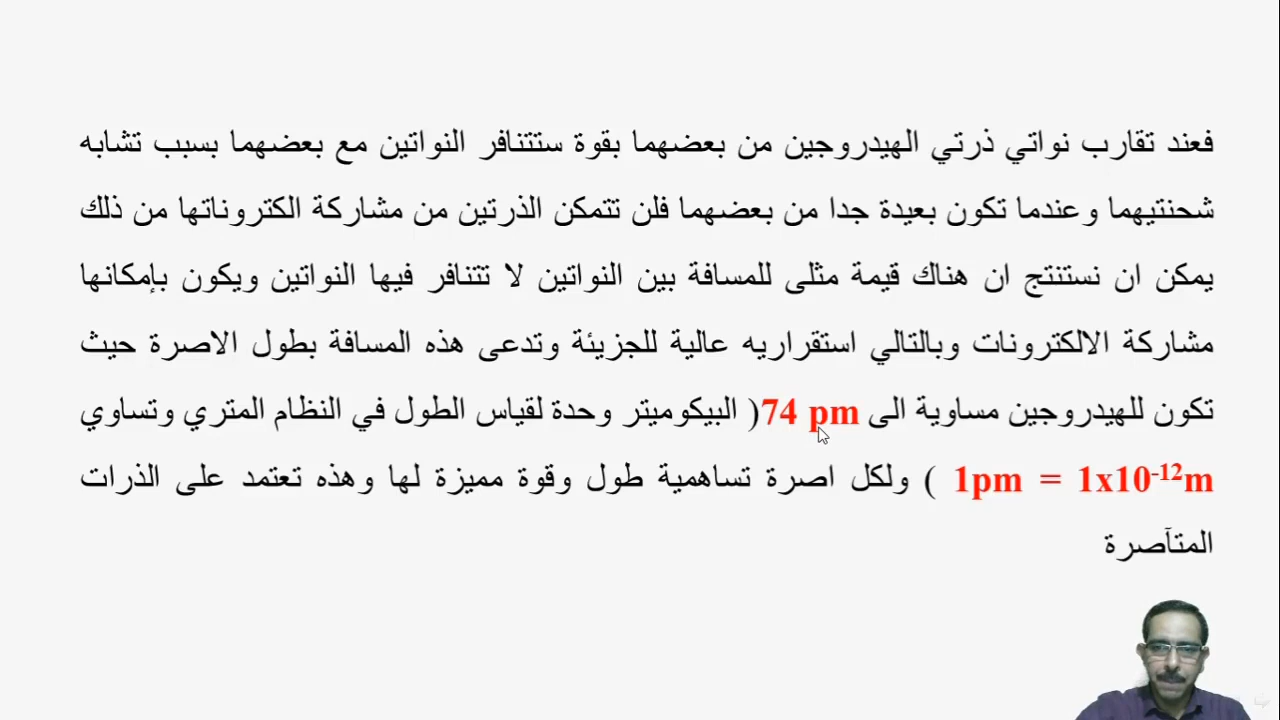 فعند تقارب نواتي ذرتي الهيدروجين من بعضهما بقوة ستتنافر النواتين مع بعضهما بسبب تشابه
شحنتيهما وعندما تكون بعيدة جدا من بعضهما فلن تتمكن الذرتين من مشاركة الكتروناتها من ذلك
يمكن ان نستنتج ان هناك قيمة مثلى للمسافة بين النواتين لا تتنافر فيها النواتين ويكون بإمكانها
مشاركة الالكترونات وبالتالي استقراريه عالية للجزيئة وتدعى هذه المسافة بطول الاصرة حيث
تكون للهيدروجين مساوية الى 74 pm( البيكوميتر وحدة لقياس الطول في النظام المتري وتساوي
1pm = 1x10⁻¹²m ) ولكل اصرة تساهمية طول وقوة مميزة لها وهذه تعتمد على الذرات
المتآصرة